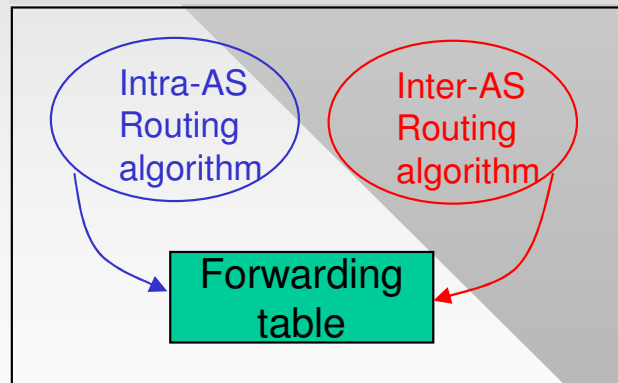 Intra-AS
Routing
algorithm
Inter-AS
Routing
algorithm
Forwarding
table